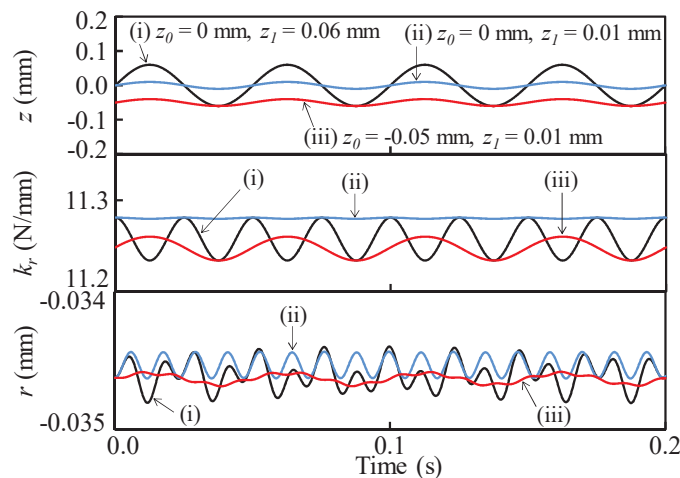 0.2
(i) z0 = 0 mm, z1 = 0.06 mm
(ii) z0 = 0 mm, z1 = 0.01 mm
0.1
0.0
-0.1
-0.2
z (mm)
(iii) z0 = -0.05 mm, z1 = 0.01 mm
11.3
11.2
kr (N/mm)
(i)
(ii)
(iii)
-0.034
-0.035
r (mm)
(ii)
(i)
(iii)
0.0
0.1
0.2
Time (s)